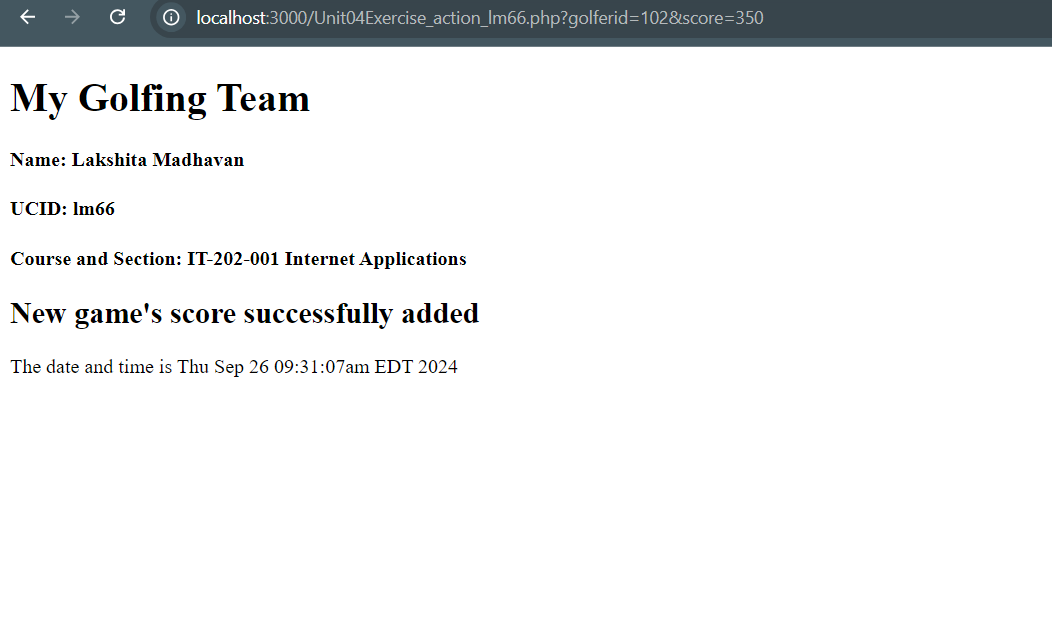 localhost:3000/Unit04Exercise_action_lm66.php?golferid=102&score=350
My Golfing Team
Name: Lakshita Madhavan
UCID: lm66
Course and Section: IT-202-001 Internet Applications
New game's score successfully added
The date and time is Thu Sep 26 09:31:07am EDT 2024